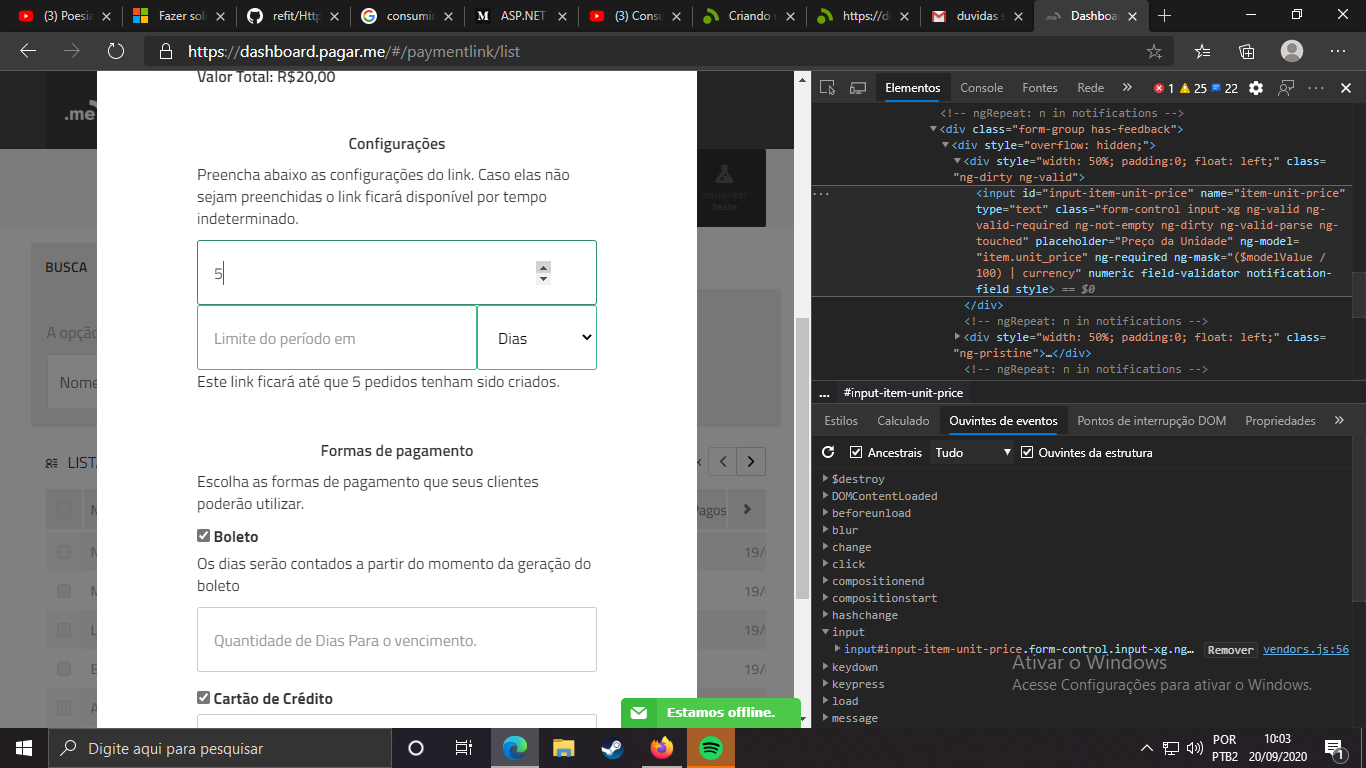 (3) Poesia
Fazer soli
refit/Http
consumir
ASP.NET
(3) Consu
Criando
https://d
duvidas s
Dashboa
https://dashboard.pagar.me/#/paymentlink/list
Valor Total: R$20,00
.me
Configurações
Preencha abaixo as configurações do link. Caso elas não
sejam preenchidas o link ficará disponível por tempo
indeterminado.
visualizar
teste
BUSCA
5
A opção
Limite do período em
Dias
Nome
Este link ficará até que 5 pedidos tenham sido criados.
Formas de pagamento
LISTA
Escolha as formas de pagamento que seus clientes
poderão utilizar.
Pagos
Boleto
Os dias serão contados a partir do momento da geração do
boleto
19/
19/
Quantidade de Dias Para o vencimento.
19/
19/
Cartão de Crédito
19/
Estamos offline.
Elementos
Console
Fontes
Rede
1
25
22
<!-- ngRepeat: n in notifications -->
<div class="form-group has-feedback">
<div style="overflow: hidden;">
<div style="width: 50%; padding:0; float: left;" class=
"ng-dirty ng-valid">
<input id="input-item-unit-price" name="item-unit-price"
type="text" class="form-control input-xg ng-valid ng-
valid-required ng-not-empty ng-dirty ng-valid-parse ng-
touched" placeholder="Preço da Unidade" ng-model=
"item.unit_price" ng-required ng-mask="($modelValue /
100) | currency" numeric field-validator notification-
field style> == $0
</div>
<!-- ngRepeat: n in notifications -->
<div style="width: 50%; padding:0; float: left;" class=
"ng-pristine">…</div>
<!-- ngRepeat: n in notifications -->
... #input-item-unit-price
Estilos
Calculado
Ouvintes de eventos
Pontos de interrupção DOM
Propriedades
Ancestrais
Tudo
Ouvintes da estrutura
$destroy
DOMContentLoaded
beforeunload
blur
change
click
compositionend
compositionstart
hashchange
input
input#input-item-unit-price.form-control.input-xg.ng…
Remover
vendors.js:56
keydown
keypress
load
message
Ativar o Windows
Acesse Configurações para ativar o Windows.
Digite aqui para pesquisar
POR
PTB2
10:03
20/09/2020
1